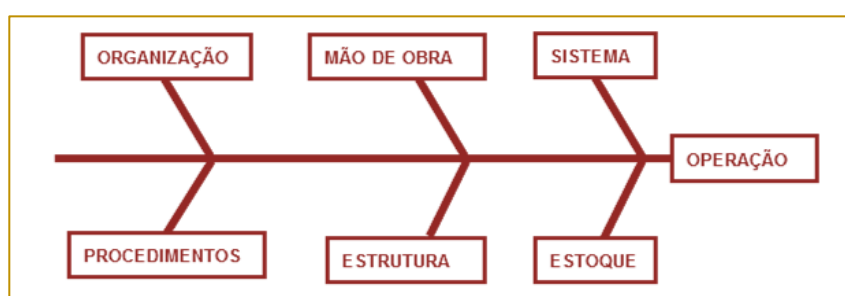 ORGANIZAÇÃO
MÃO DE OBRA
SISTEMA
OPERAÇÃO
PROCEDIMENTOS
ESTRUTURA
ESTOQUE